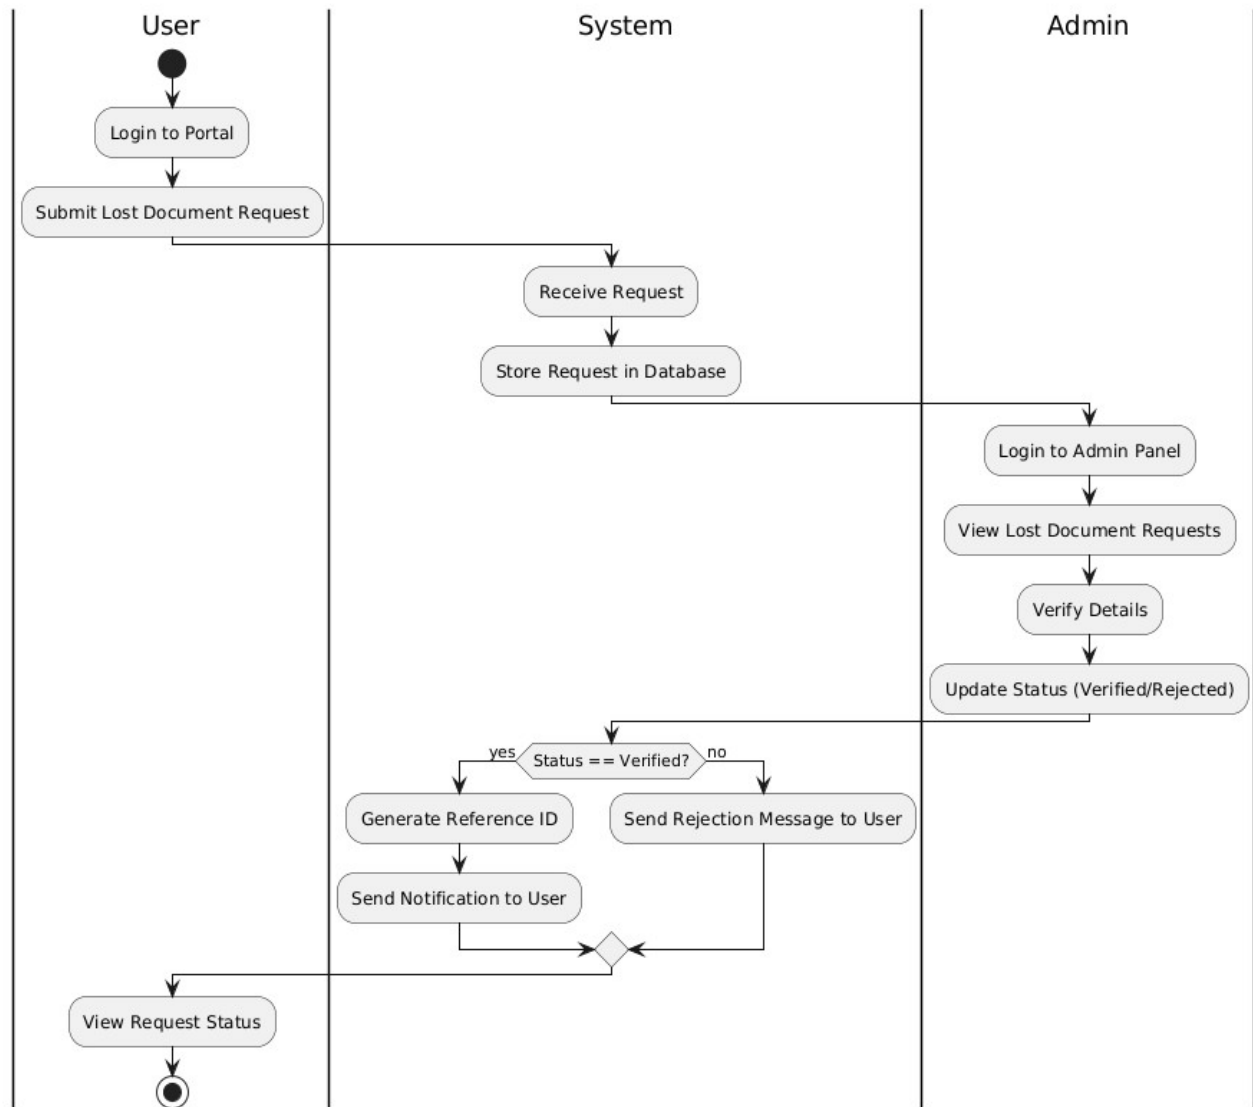 User
System
Admin
Login to Portal
Submit Lost Document Request
Receive Request
Store Request in Database
Login to Admin Panel
View Lost Document Requests
Verify Details
Update Status (Verified/Rejected)
yes
Status == Verified?
no
Generate Reference ID
Send Rejection Message to User
Send Notification to User
View Request Status